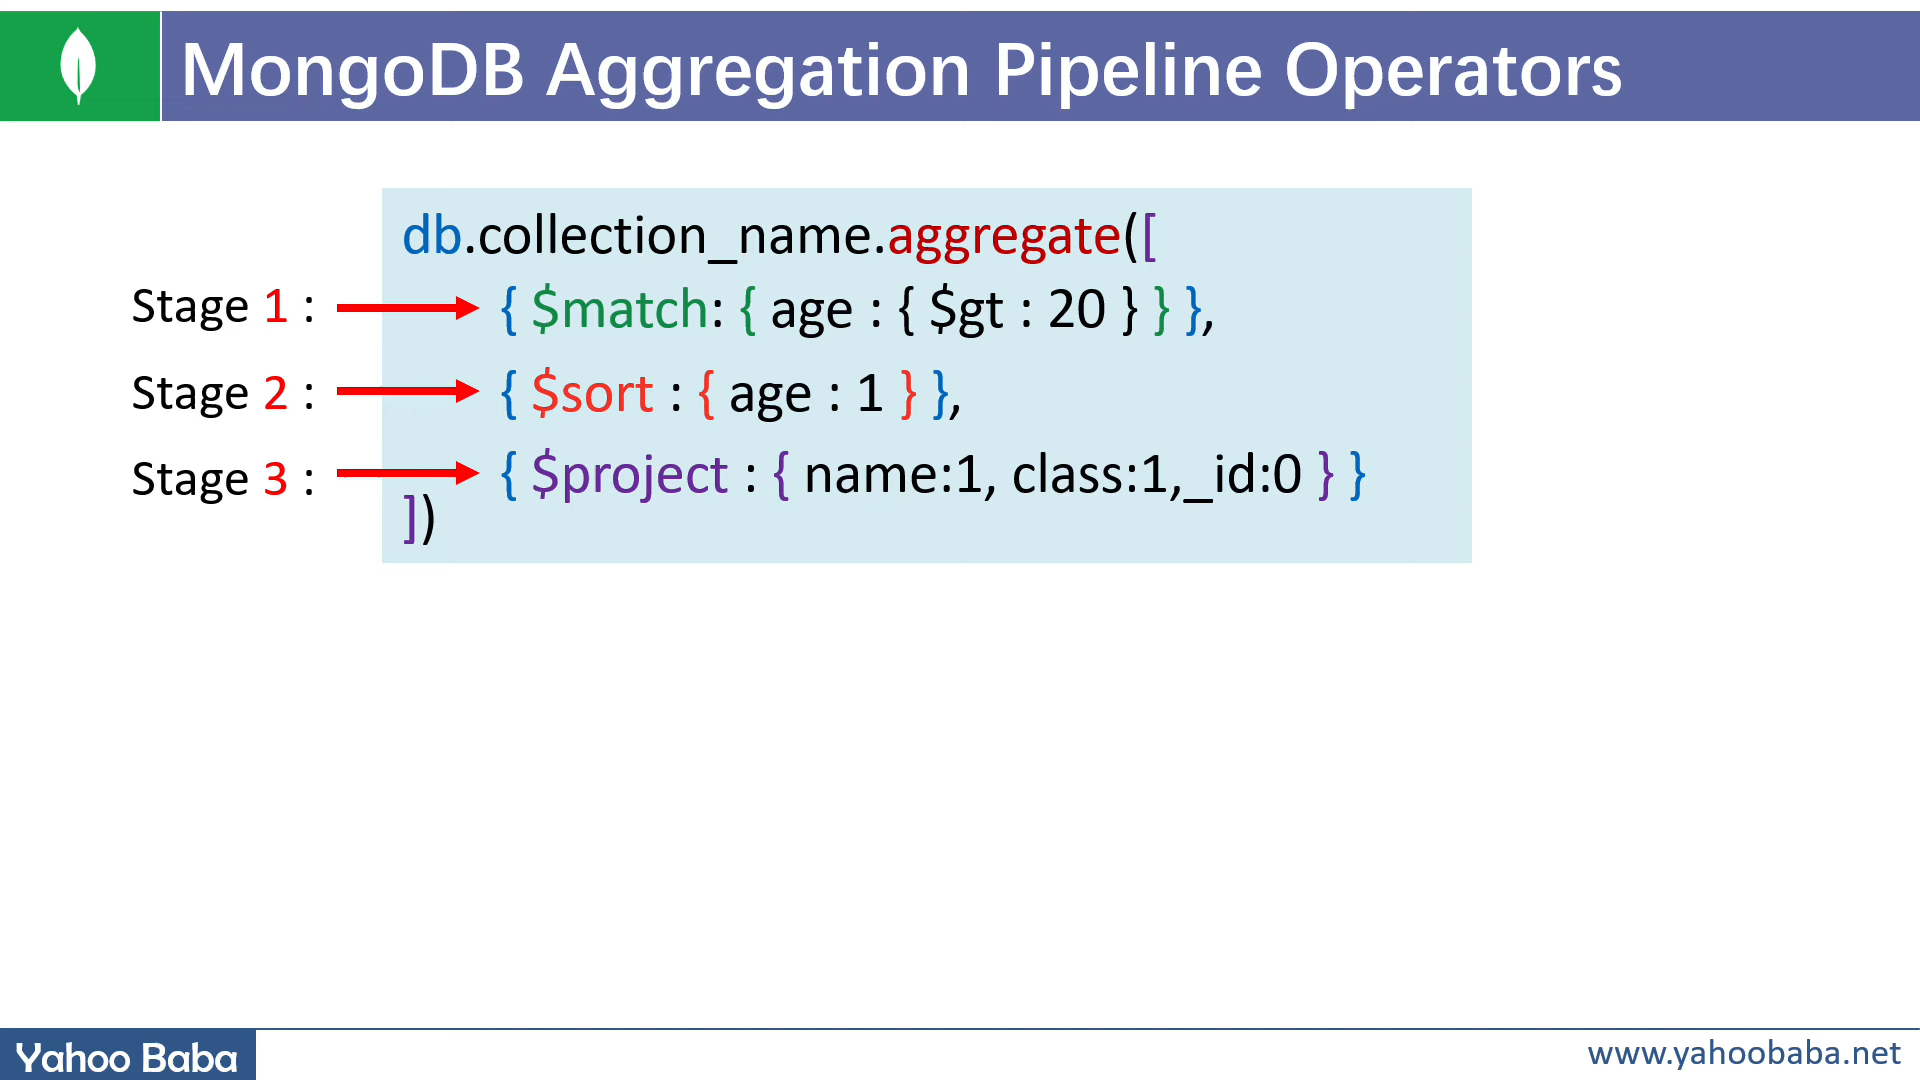 MongoDB Aggregation Pipeline Operators
db.collection_name.aggregate([
Stage 1 : { $match: { age : { $gt : 20 } } },
Stage 2 : { $sort : { age : 1 } },
Stage 3 : { $project : { name:1, class:1,_id:0 } }
])
Yahoo Baba
www.yahoobaba.net